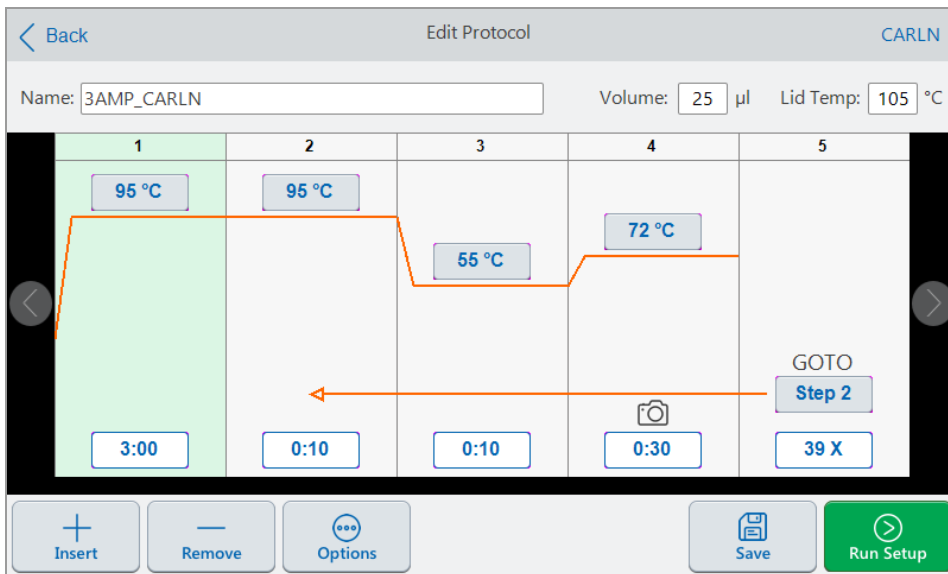 Back Edit Protocol CARLN
Name: 3AMP_CARLN Volume: 25 µl Lid Temp: 105 °C
1 2 3 4 5
95 °C 95 °C
72 °C
55 °C
GOTO
Step 2
3:00 0:10 0:10 0:30 39 X
Insert Remove Options Save Run Setup